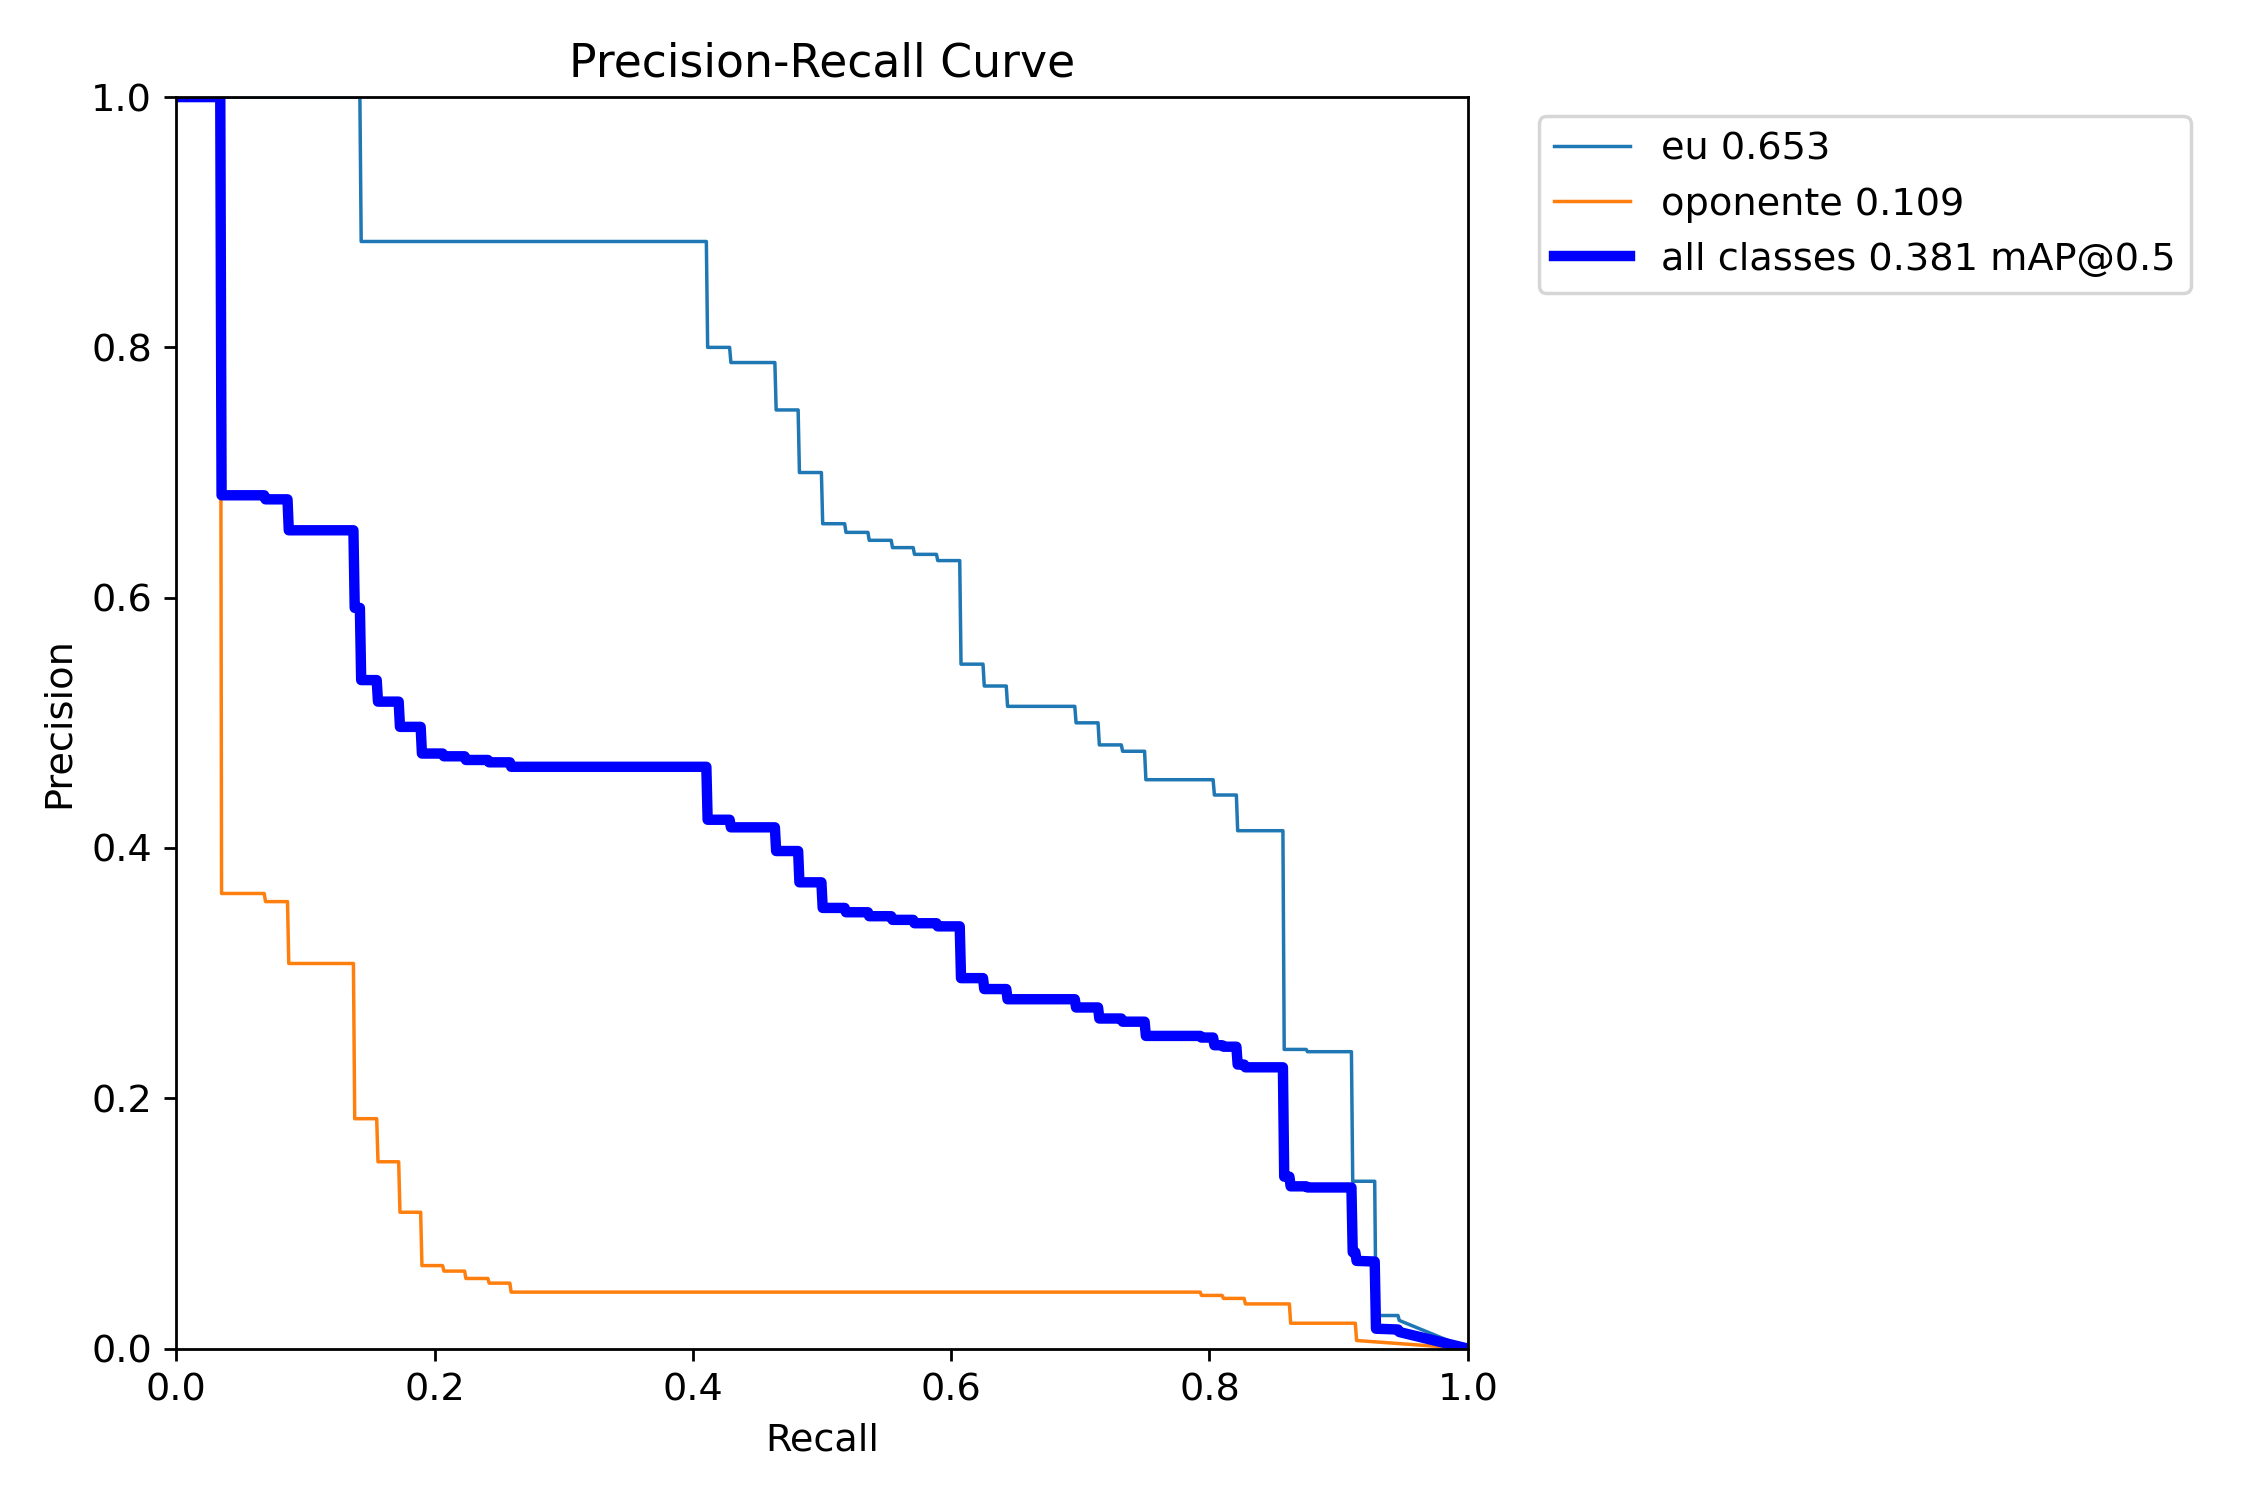 Precision-Recall Curve
1.0
0.8
0.6
0.4
0.2
0.0
Precision
0.0 0.2 0.4 0.6 0.8 1.0
Recall
eu 0.653
oponente 0.109
all classes 0.381 mAP@0.5